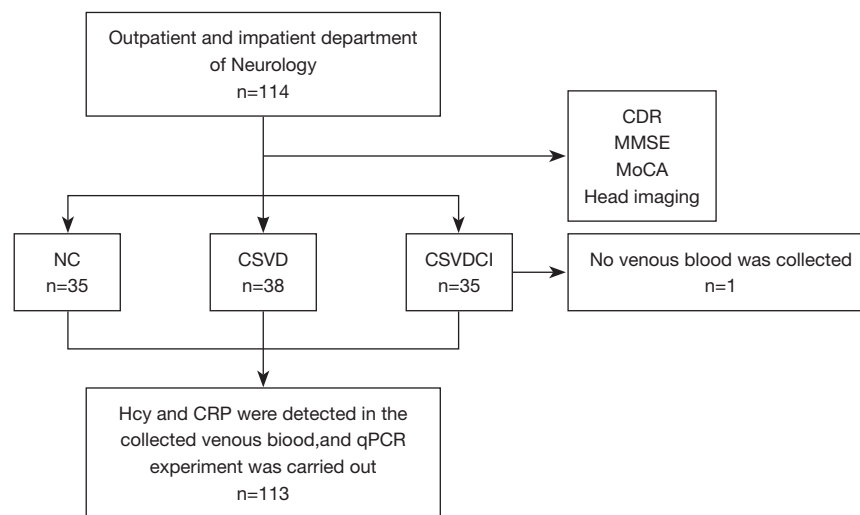 Outpatient and impatient department
of Neurology
n=114
CDR
MMSE
MoCA
Head imaging
NC
n=35
CSVD
n=38
CSVDCI
n=35
No venous blood was collected
n=1
Hcy and CRP were detected in the
collected venous biood,and qPCR
experiment was carried out
n=113